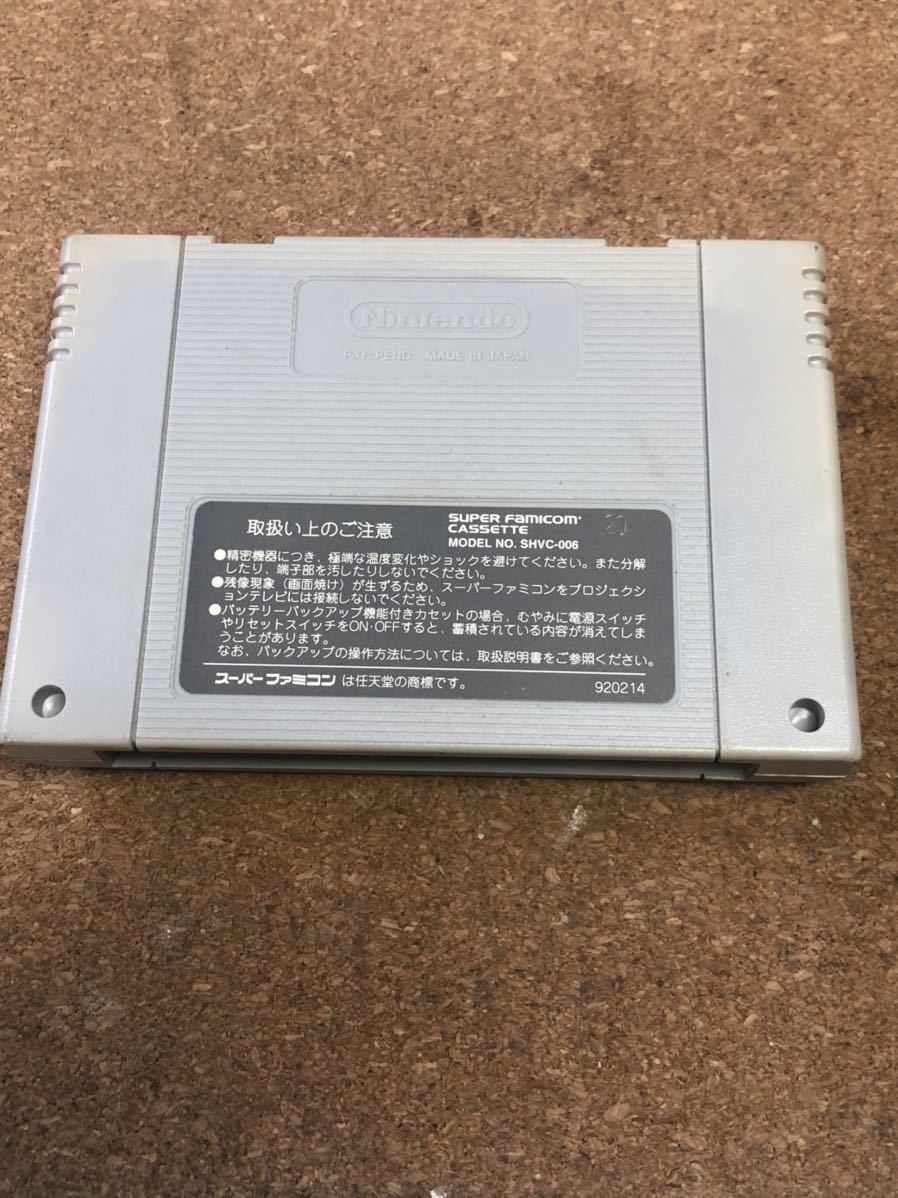 Nintendo
PAT. PEND MADE IN JAPAN
取扱い上のご注意
SUPER FAMICOM
CASSETTE
MODEL NO. SHVC-006
●精密機器につき、極端な温度変化やショックを避けてください。また分解
したり、端子部を汚したりしないでください。
●残像現象（画面焼け）が生ずるため、スーパーファミコンをプロジェクシ
ョンテレビには接続しないでください。
●バッテリーバックアップ機能付きカセットの場合、むやみに電源スイッチ
やリセットスイッチをON·OFFすると、蓄積されている内容が消えてしま
うことがあります。
なお、バックアップの操作方法については、取扱説明書をご参照ください。
スーパーファミコン は任天堂の商標です。
920214